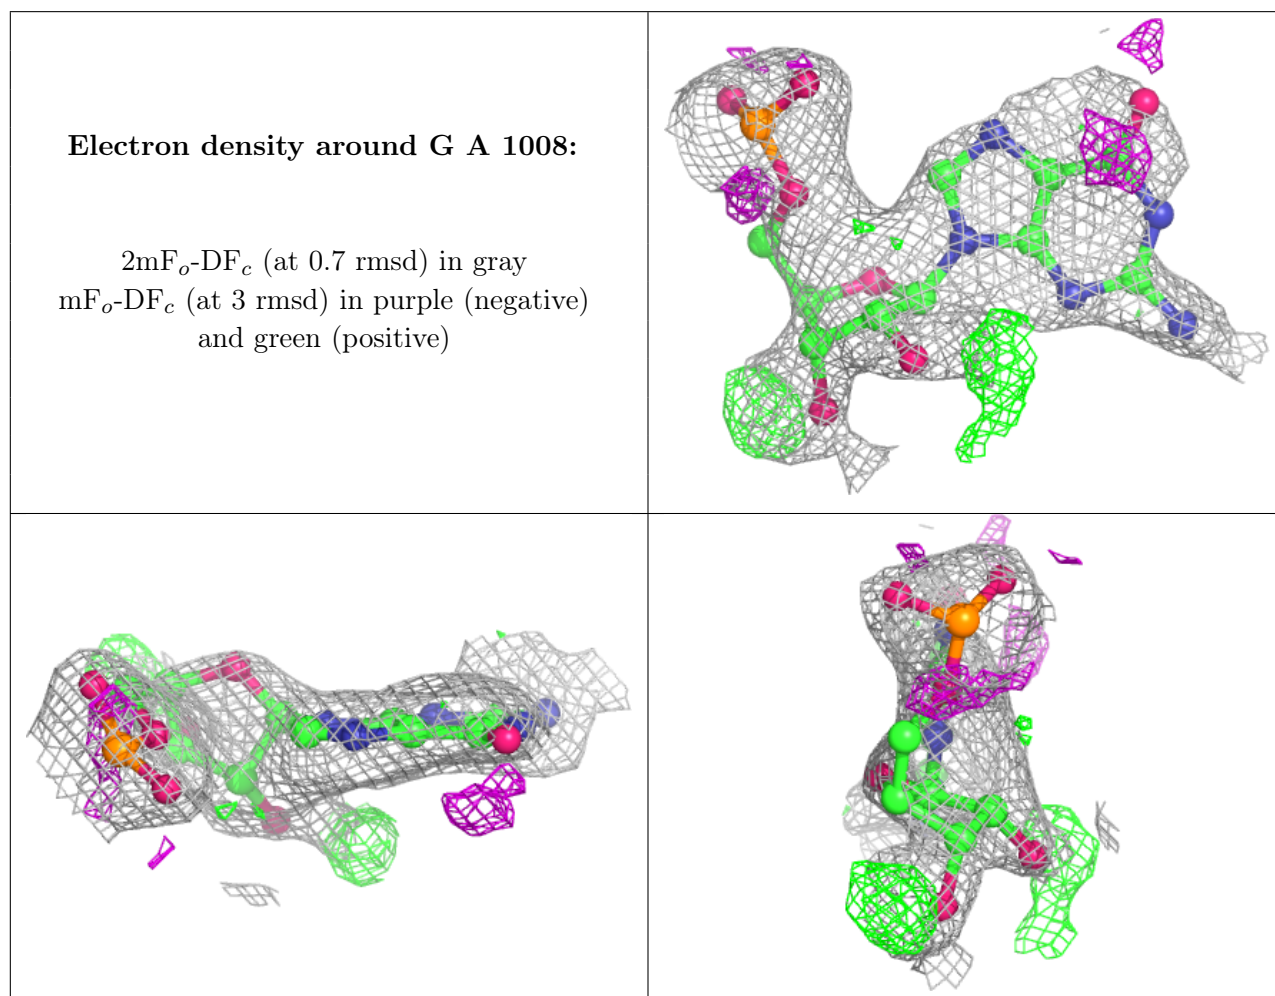 Electron density around G A 1008:
2mFo-DFc (at 0.7 rmsd) in gray
mFo-DFc (at 3 rmsd) in purple (negative)
and green (positive)